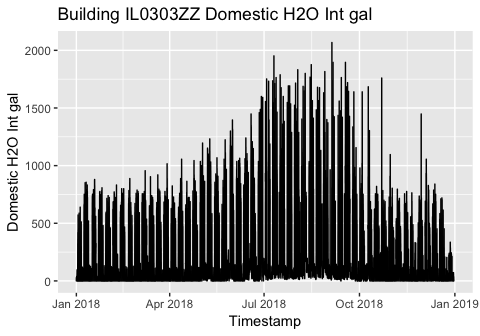 Building IL0303ZZ Domestic H2O Int gal
2000
1500
1000
500
0
Domestic H2O Int gal
Jan 2018
Apr 2018
Jul 2018
Oct 2018
Jan 2019
Timestamp